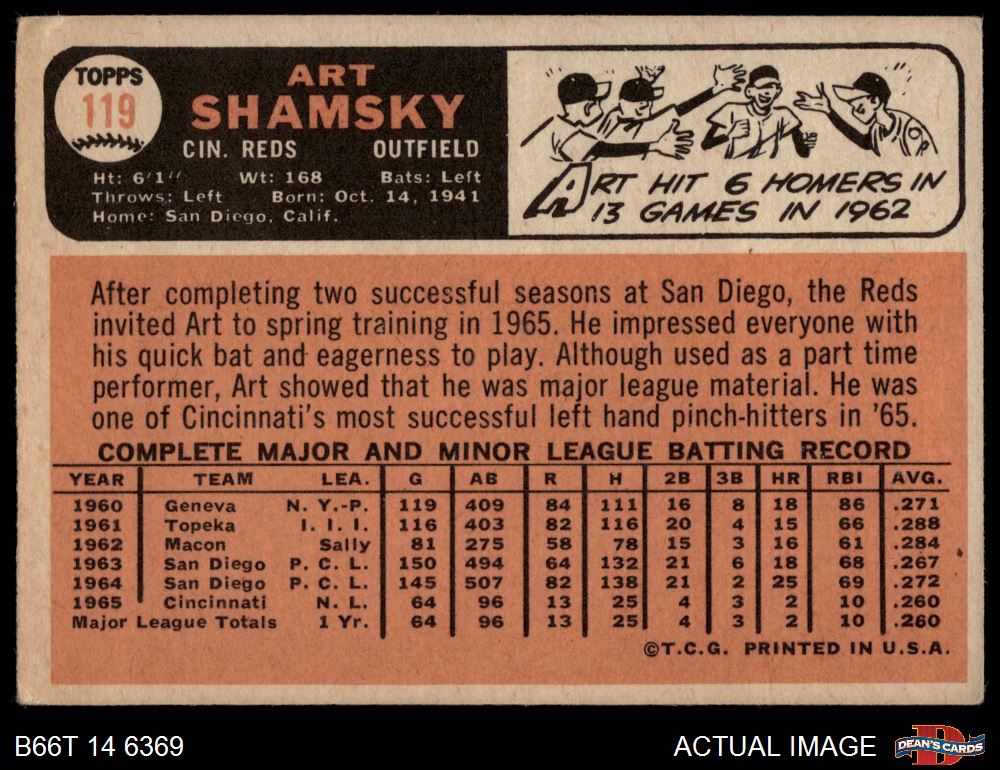 TOPPS
119
ART
SHAMSKY
CIN. REDS OUTFIELD
Ht: 6'1" Wt: 168 Bats: Left
Throws: Left Born: Oct. 14, 1941
Home: San Diego, Calif.
ART HIT 6 HOMERS IN
13 GAMES IN 1962
After completing two successful seasons at San Diego, the Reds
invited Art to spring training in 1965. He impressed everyone with
his quick bat and eagerness to play. Although used as a part time
performer, Art showed that he was major league material. He was
one of Cincinnati's most successful left hand pinch-hitters in '65.
COMPLETE MAJOR AND MINOR LEAGUE BATTING RECORD
YEAR TEAM LEA. G AB R H 2B 3B HR RBI AVG.
1960 Geneva N. Y.-P. 119 409 84 111 16 8 18 86 .271
1961 Topeka I. I. I. 116 403 82 116 20 4 15 66 .288
1962 Macon Sally 81 275 58 78 15 3 16 61 .284
1963 San Diego P. C. L. 150 494 64 132 21 6 18 68 .267
1964 San Diego P. C. L. 145 507 82 138 21 2 25 69 .272
1965 Cincinnati N. L. 64 96 13 25 4 3 2 10 .260
Major League Totals 1 Yr. 64 96 13 25 4 3 2 10 .260
©T.C.G. PRINTED IN U.S.A.
B66T 14 6369 ACTUAL IMAGE DEAN'S CARDS